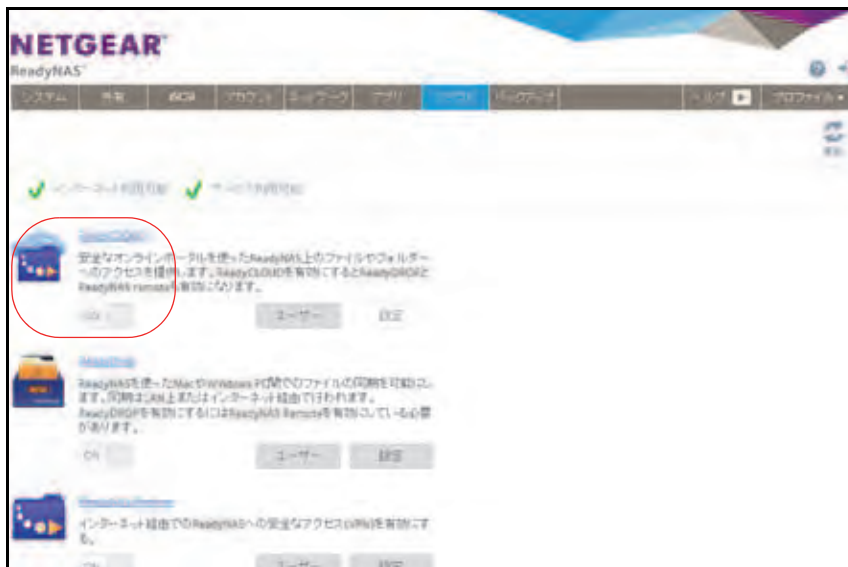 NETGEAR
ReadyNAS
システム 共有 iSCSI アカウント ネットワーク アプリ クラウド バックアップ ヘルプ プロファイル
更新
インターネット利用可能 サービス利用可能
ReadyCLOUD
安全なオンラインポータルを使ったReadyNAS上のファイルやフォルダー
へのアクセスを提供します。ReadyCLOUDを有効にするとReadyDROPと
ReadyNAS remoteも有効になります。
ON ユーザー 設定
ReadyDROP
ReadyNASを使ったMacやWindows PC間でのファイルの同期を可能にし
ます。同期はLAN上またはインターネット経由で行われます。
ReadyDROPを有効にするにはReadyNAS Remoteを有効にしている必要
があります。
ON ユーザー 設定
ReadyNAS Remote
インターネット経由でのReadyNASへの安全なアクセス(VPN)を有効にす
る。
ON ユーザー 設定